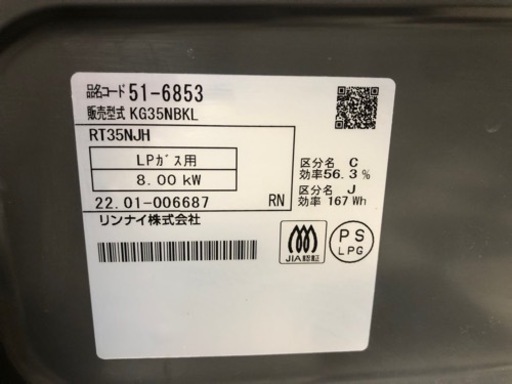 品名コード 51-6853
販売型式 KG35NBKL
RT35NJH
LPガス用
8.00 kW
区分名 C
効率56.3%
区分名 J
効率 167 Wh
22.01-006687 RN
リンナイ株式会社
JIA認証
PS
LPG